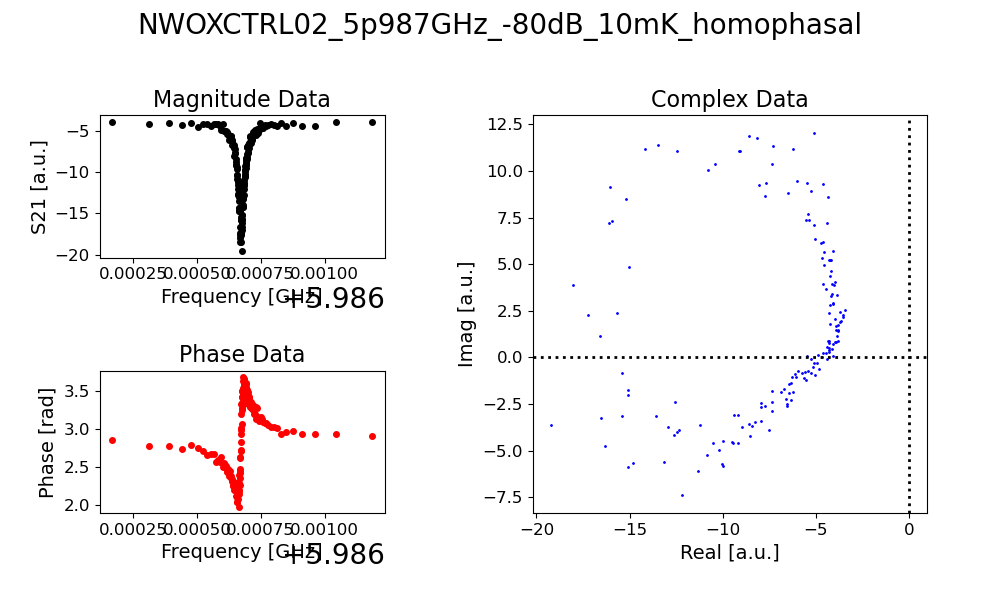 NWOXCTRL02_5p987GHz_-80dB_10mK_homophasal
Magnitude Data
S21 [a.u.]
−5
−10
−15
−20
0.00025 0.00050 0.00075 0.00100
Frequency [GHz]
+5.986
Phase Data
Phase [rad]
3.5
3.0
2.5
2.0
0.00025 0.00050 0.00075 0.00100
Frequency [GHz]
+5.986
Complex Data
Imag [a.u.]
12.5
10.0
7.5
5.0
2.5
0.0
−2.5
−5.0
−7.5
−20 −15 −10 −5 0
Real [a.u.]